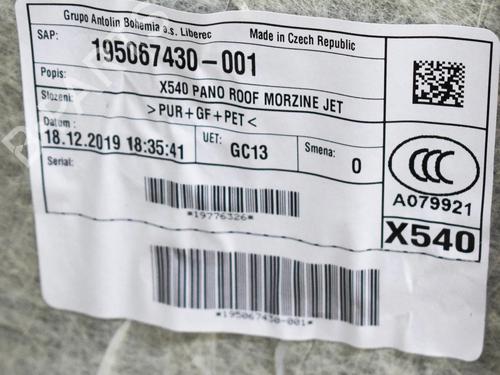 Grupo Antolin Bohemia a.s. Liberec
Made in Czech Republic
SAP:
195067430-001
Popis:
X540 PANO ROOF MORZINE JET
Slozeni:
>PUR+GF+PET<
Datum:
18.12.2019 18:35:41
UET:
GC13
Smena:
0
Serial:
*19776326*
*195067430-001*
CCC
A079921
X540